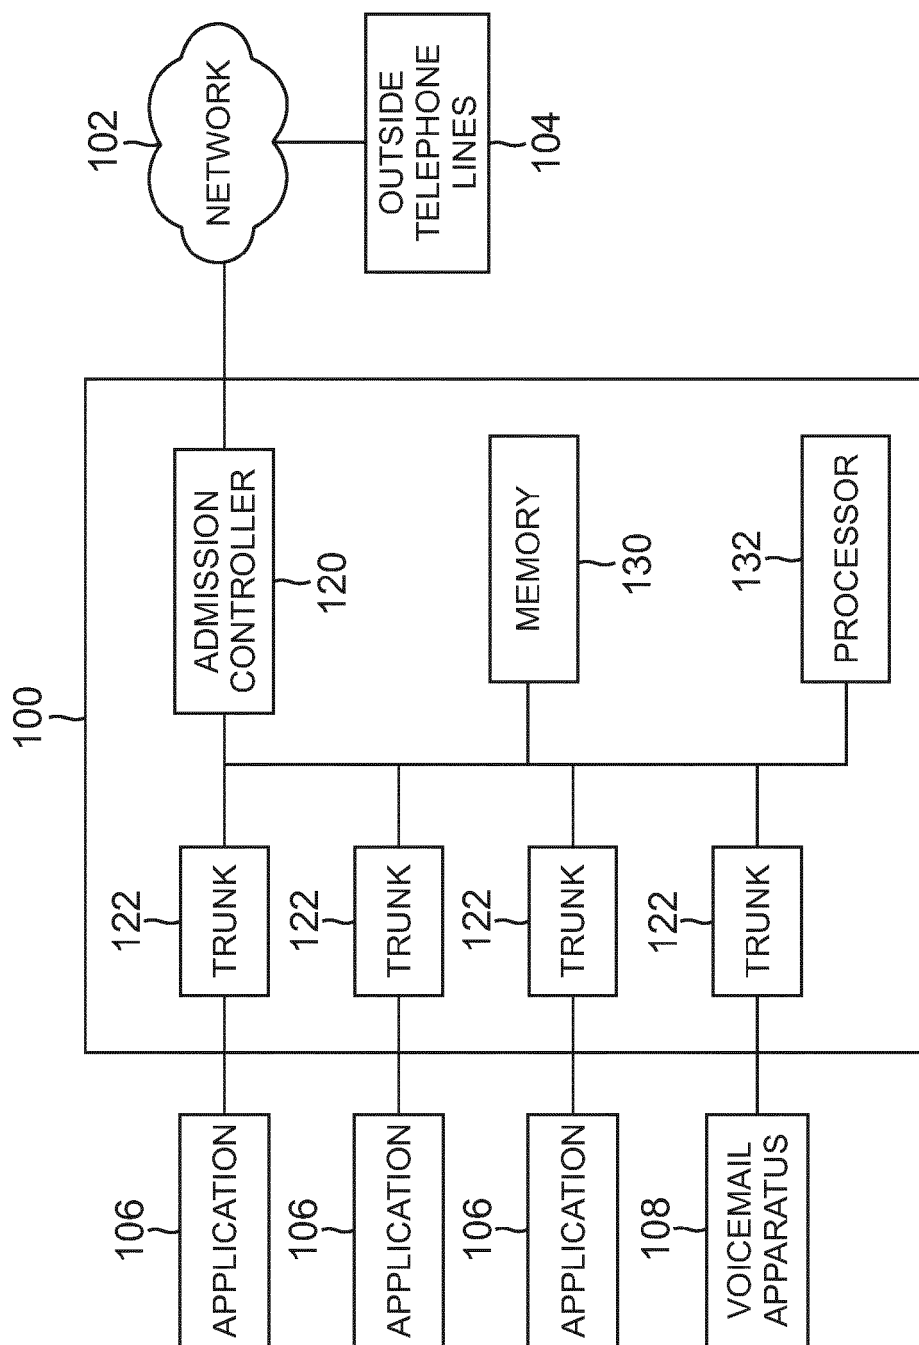 100
102
106
122
APPLICATION
TRUNK
ADMISSION
CONTROLLER
120
NETWORK
106
122
APPLICATION
TRUNK
OUTSIDE
TELEPHONE
LINES
104
106
122
APPLICATION
TRUNK
MEMORY
130
108
122
VOICEMAIL
APPARATUS
TRUNK
132
PROCESSOR